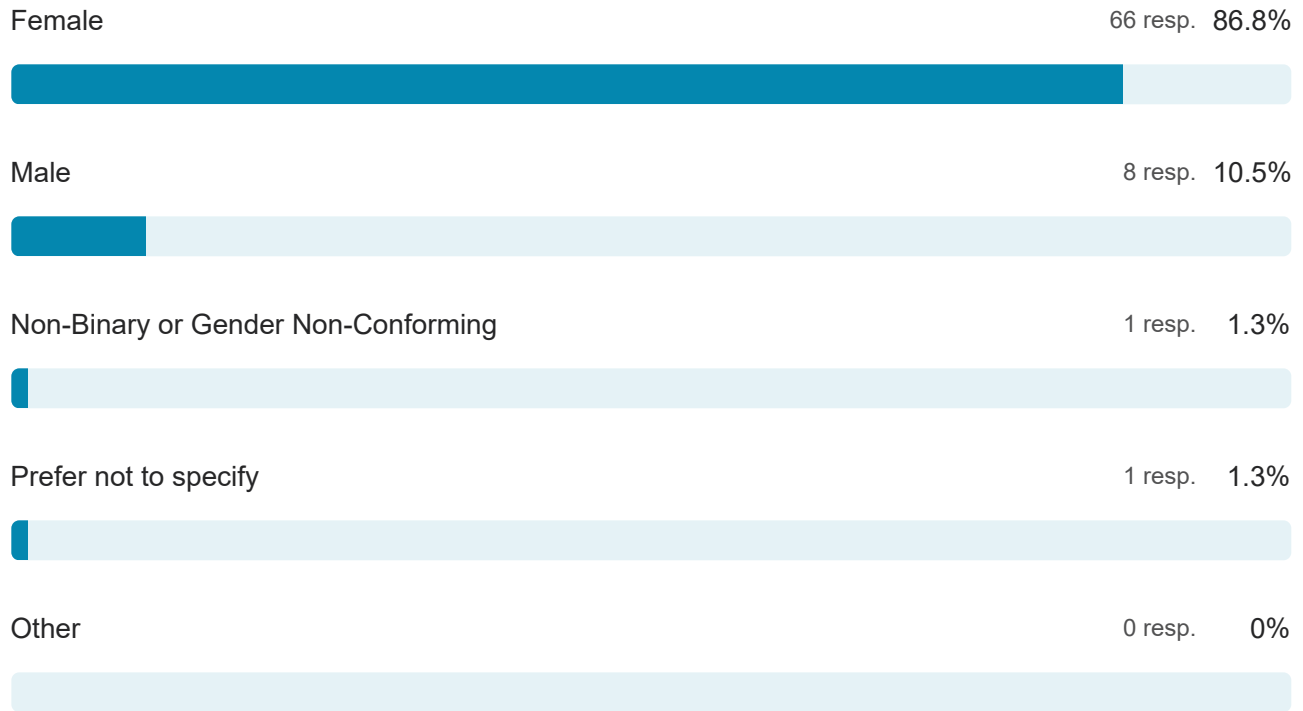 Female 66 resp. 86.8%
Male 8 resp. 10.5%
Non-Binary or Gender Non-Conforming 1 resp. 1.3%
Prefer not to specify 1 resp. 1.3%
Other 0 resp. 0%